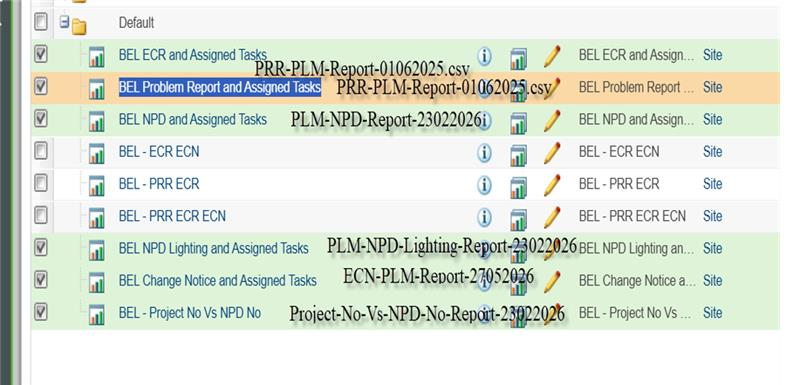 Default
BEL ECR and Assigned Tasks BEL ECR and Assign... Site
PRR-PLM-Report-01062025.csv
BEL Problem Report and Assigned Tasks PRR-PLM-Report-01062025.csv BEL Problem Report ... Site
BEL NPD and Assigned Tasks PLM-NPD-Report-23022026 BEL NPD and Assign... Site
BEL - ECR ECN BEL - ECR ECN Site
BEL - PRR ECR BEL - PRR ECR Site
BEL - PRR ECR ECN BEL - PRR ECR ECN Site
BEL NPD Lighting and Assigned Tasks PLM-NPD-Lighting-Report-23022026 BEL NPD Lighting an... Site
BEL Change Notice and Assigned Tasks ECN-PLM-Report-27052026 BEL Change Notice a... Site
BEL - Project No Vs NPD No Project-No-Vs-NPD-No-Report-23022026 BEL - Project No Vs ... Site